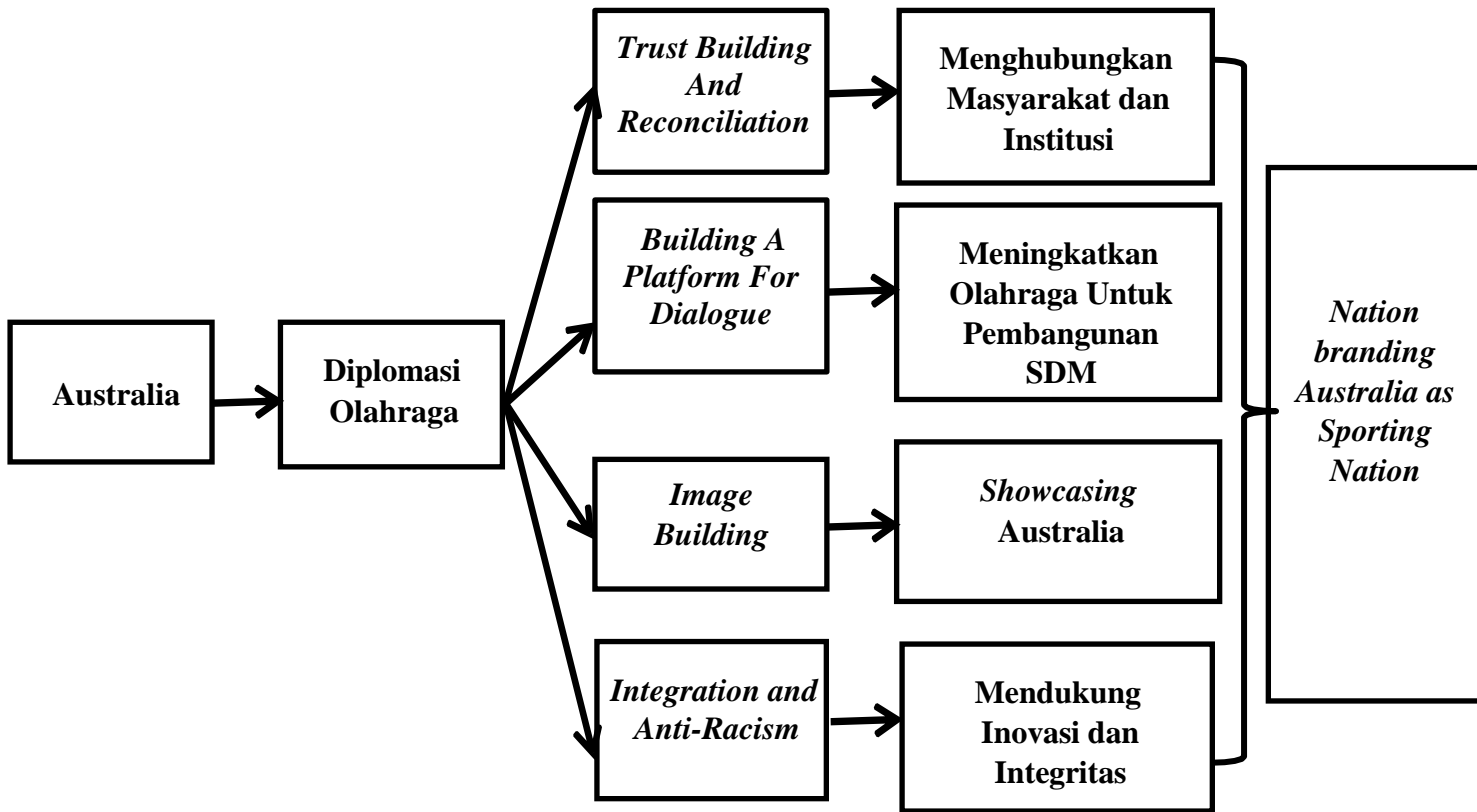 Australia
Diplomasi
Olahraga
Trust Building
And
Reconciliation
Menghubungkan
Masyarakat dan
Institusi
Building A
Platform For
Dialogue
Meningkatkan
Olahraga Untuk
Pembangunan
SDM
Image
Building
Showcasing
Australia
Integration and
Anti-Racism
Mendukung
Inovasi dan
Integritas
Nation
branding
Australia as
Sporting
Nation